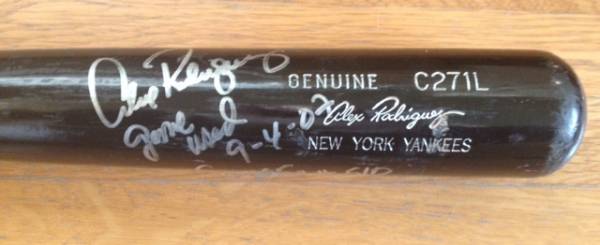 Alex Rodriguez
game
used
9-4-07
GENUINE C271L
Alex Rodriguez
NEW YORK YANKEES